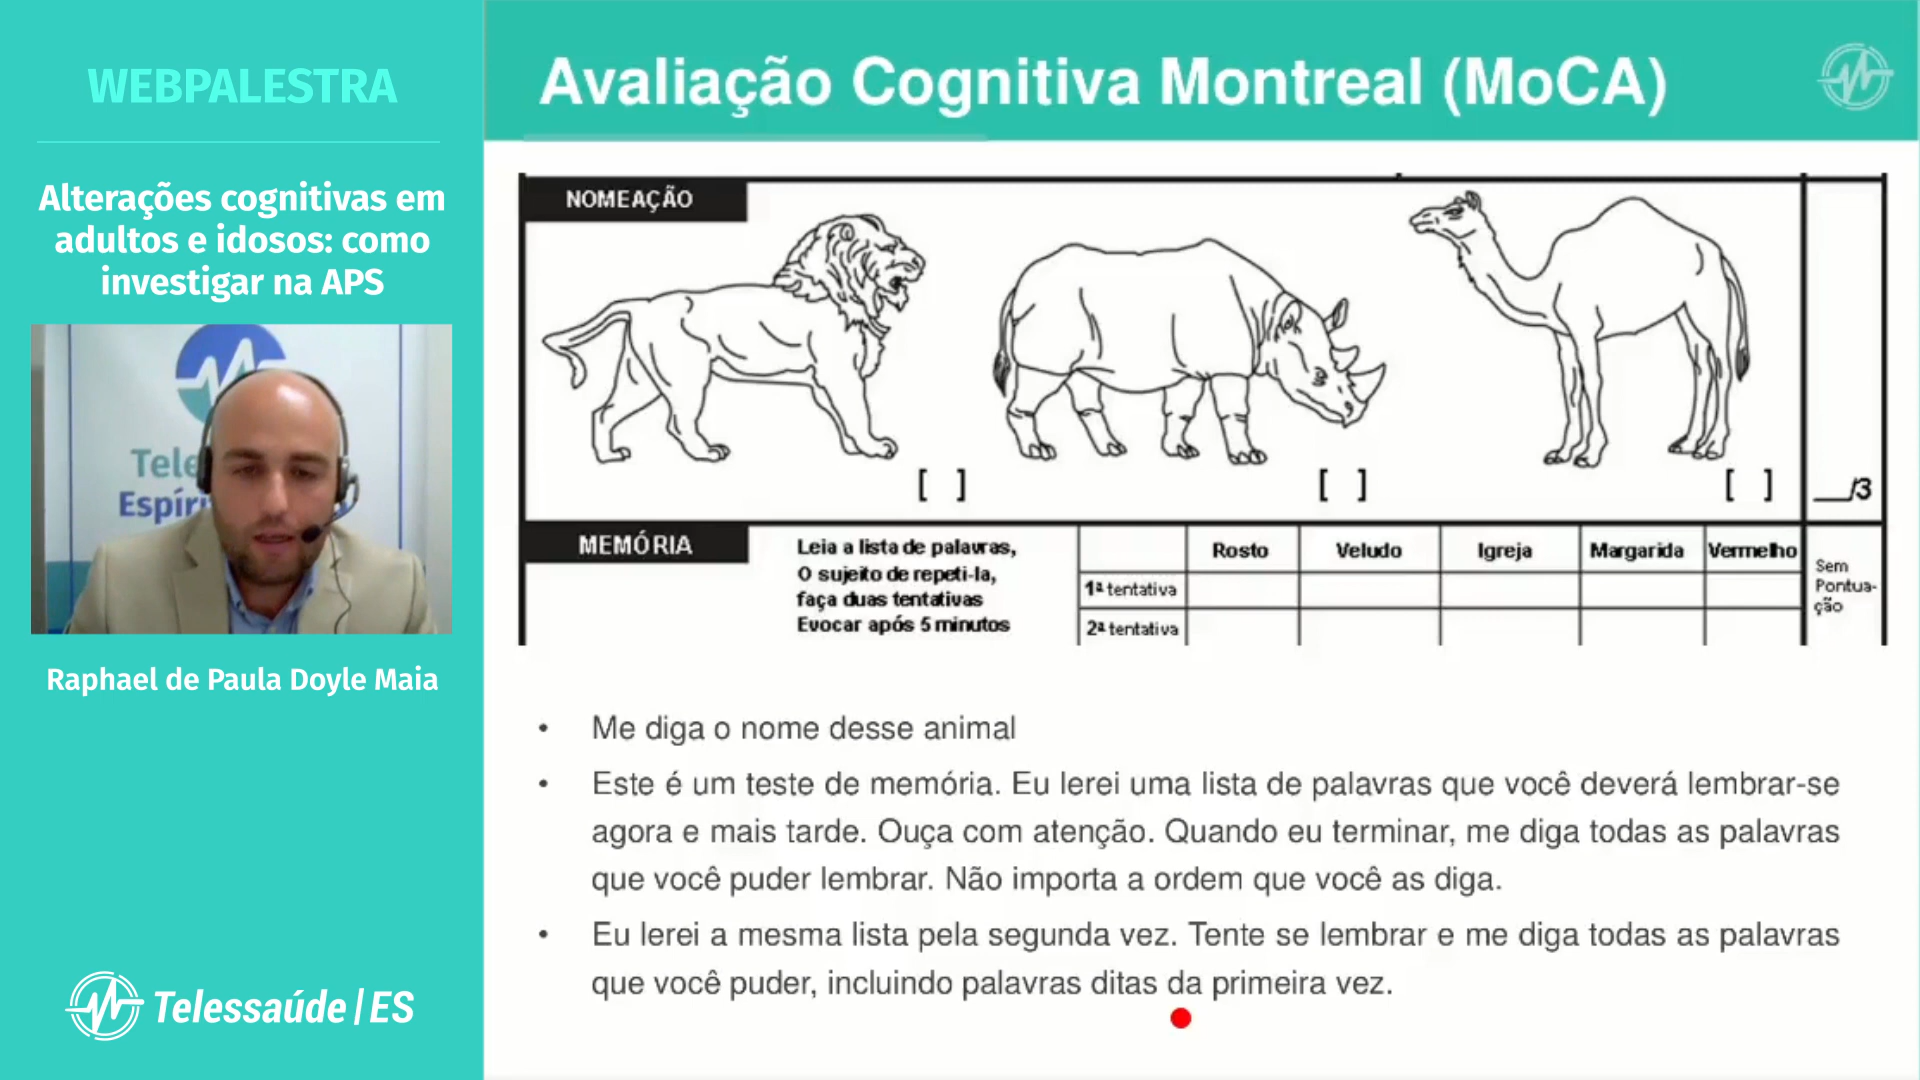 WEBPALESTRA
Alterações cognitivas em
adultos e idosos: como
investigar na APS
Tele
Espíri
Raphael de Paula Doyle Maia
Telessaúde|ES
Avaliação Cognitiva Montreal (MoCA)
NOMEAÇÃO
[ ] [ ] [ ] ___/3
MEMÓRIA
Leia a lista de palavras,
O sujeito de repeti-la,
faça duas tentativas
Evocar após 5 minutos
Rosto Veludo Igreja Margarida Vermelho
1ª tentativa
2ª tentativa
Sem
Pontua-
ção
• Me diga o nome desse animal
• Este é um teste de memória. Eu lerei uma lista de palavras que você deverá lembrar-se
agora e mais tarde. Ouça com atenção. Quando eu terminar, me diga todas as palavras
que você puder lembrar. Não importa a ordem que você as diga.
• Eu lerei a mesma lista pela segunda vez. Tente se lembrar e me diga todas as palavras
que você puder, incluindo palavras ditas da primeira vez.